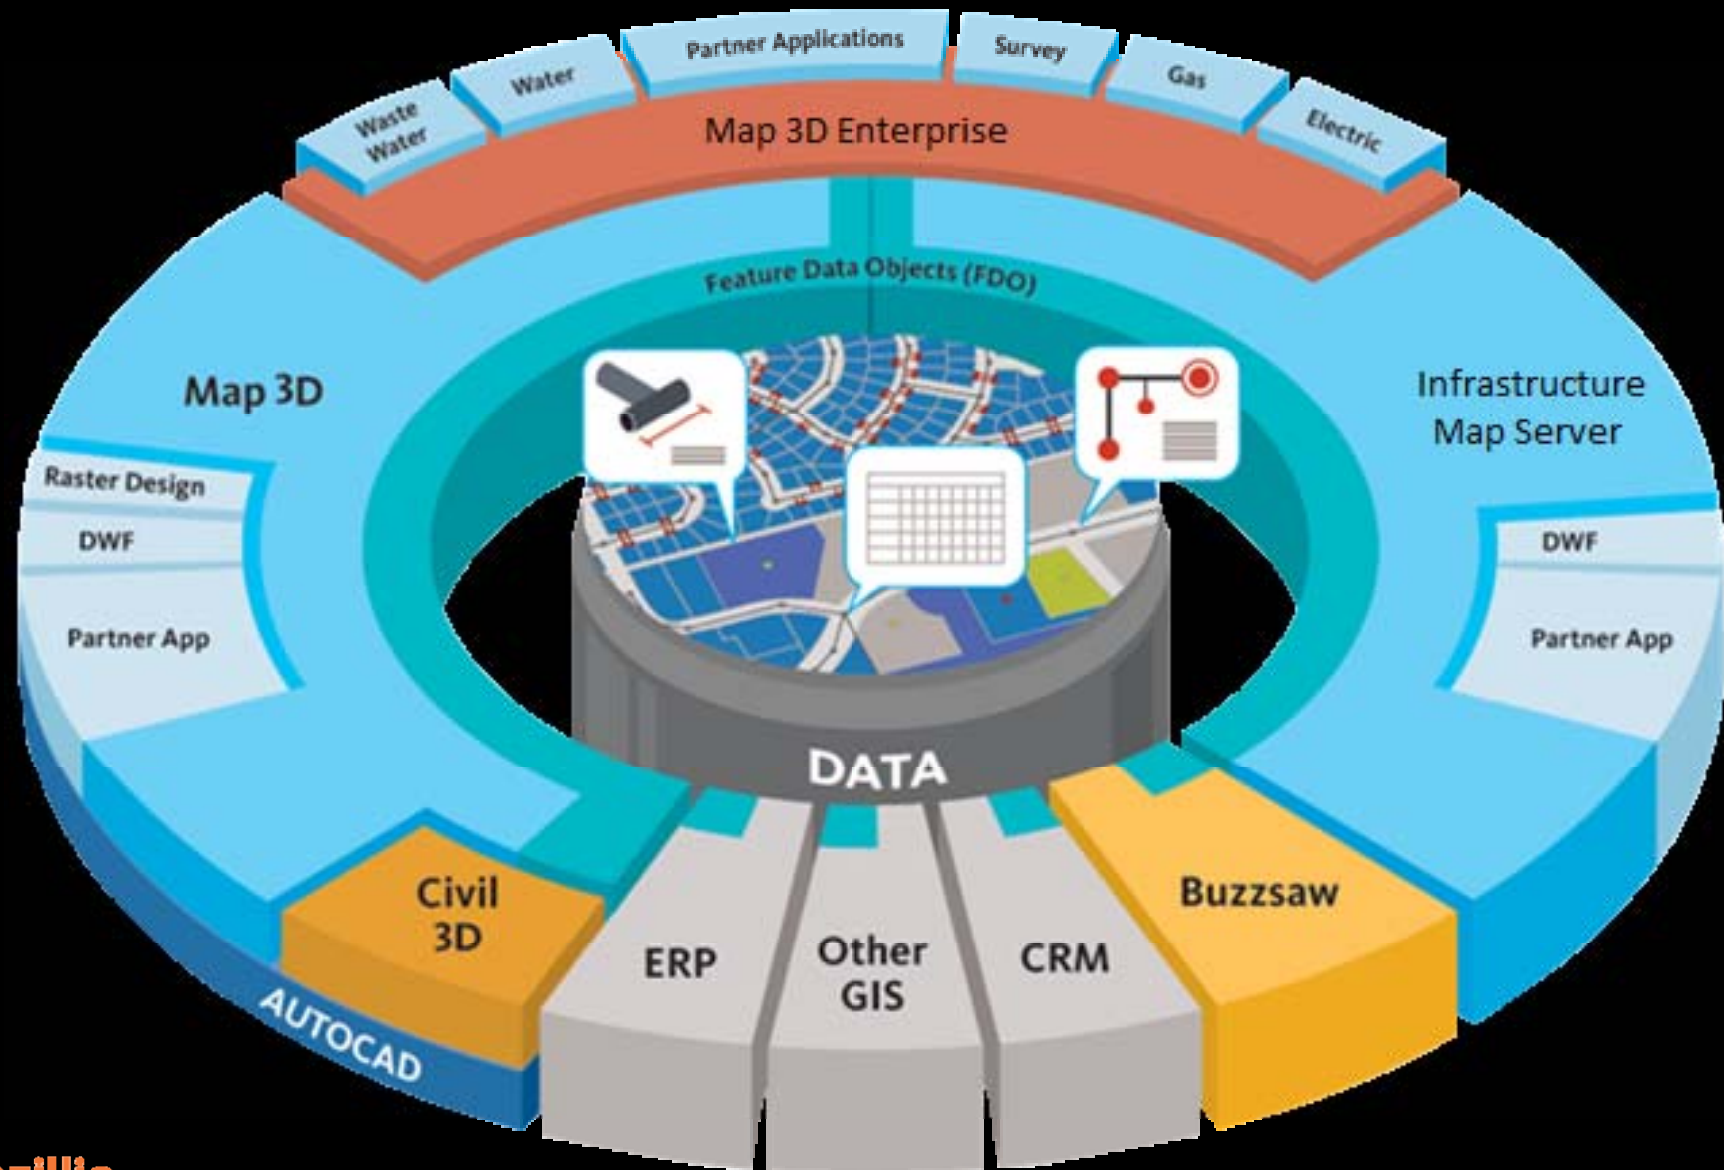 Partner Applications
Survey
Water
Gas
Waste
Water
Electric
Map 3D Enterprise
Feature Data Objects (FDO)
Map 3D
Infrastructure
Map Server
Raster Design
DWF
Partner App
DWF
Partner App
DATA
Civil
3D
ERP
Other
GIS
CRM
Buzzsaw
AUTOCAD